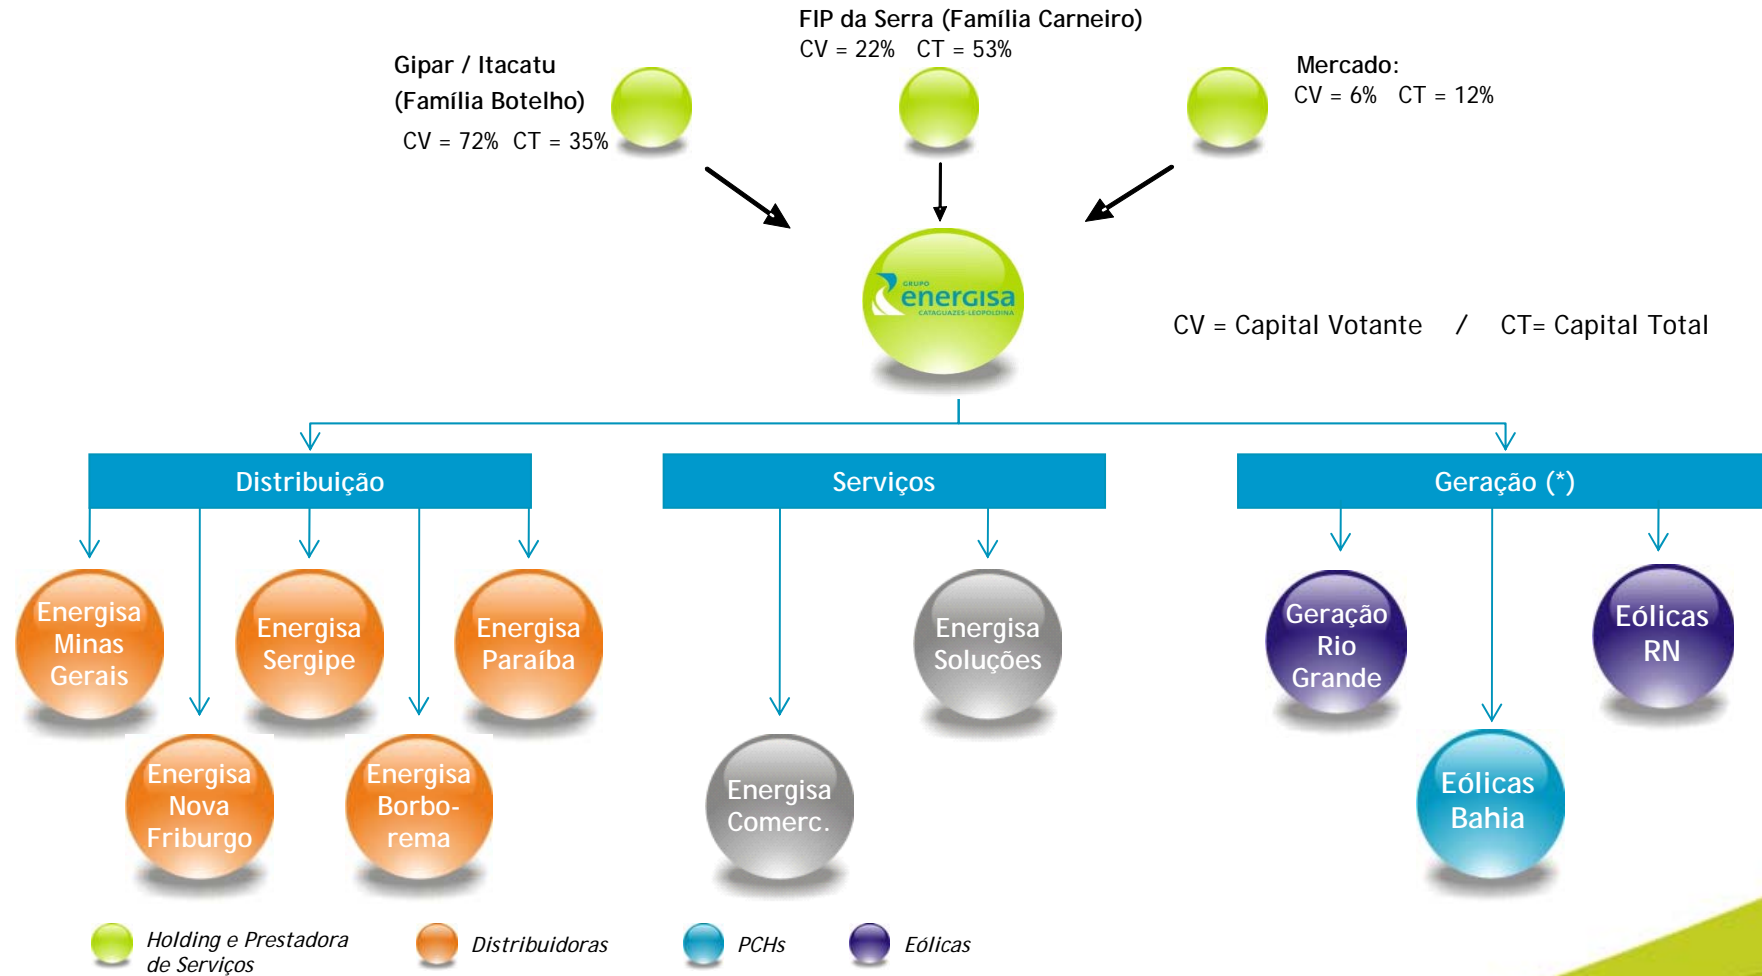 FIP da Serra (Família Carneiro)
CV = 22% CT = 53%
Gipar / Itacatu
(Família Botelho)
CV = 72% CT = 35%
Mercado:
CV = 6% CT = 12%
GRUPO
energisa
CATAGUAZES-LEOPOLDINA
CV = Capital Votante / CT= Capital Total
Distribuição
Serviços
Geração (*)
Energisa
Minas
Gerais
Energisa
Sergipe
Energisa
Paraíba
Energisa
Soluções
Geração
Rio
Grande
Eólicas
RN
Energisa
Nova
Friburgo
Energisa
Borbo-
rema
Energisa
Comerc.
Eólicas
Bahia
Holding e Prestadora
de Serviços
Distribuidoras
PCHs
Eólicas